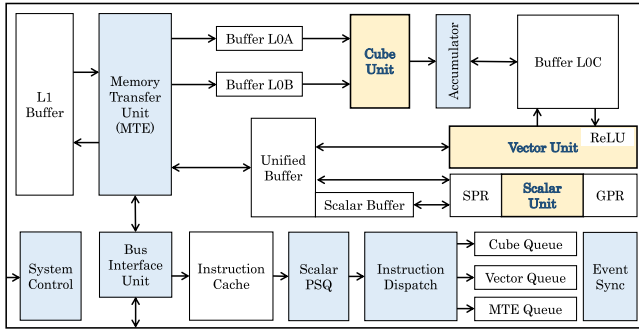 L1
Buffer
Memory
Transfer
Unit
(MTE)
Buffer L0A
Buffer L0B
Cube
Unit
Accumulator
Buffer L0C
ReLU
Vector Unit
Unified
Buffer
Scalar Buffer
SPR
Scalar
Unit
GPR
System
Control
Bus
Interface
Unit
Instruction
Cache
Scalar
PSQ
Instruction
Dispatch
Cube Queue
Vector Queue
MTE Queue
Event
Sync